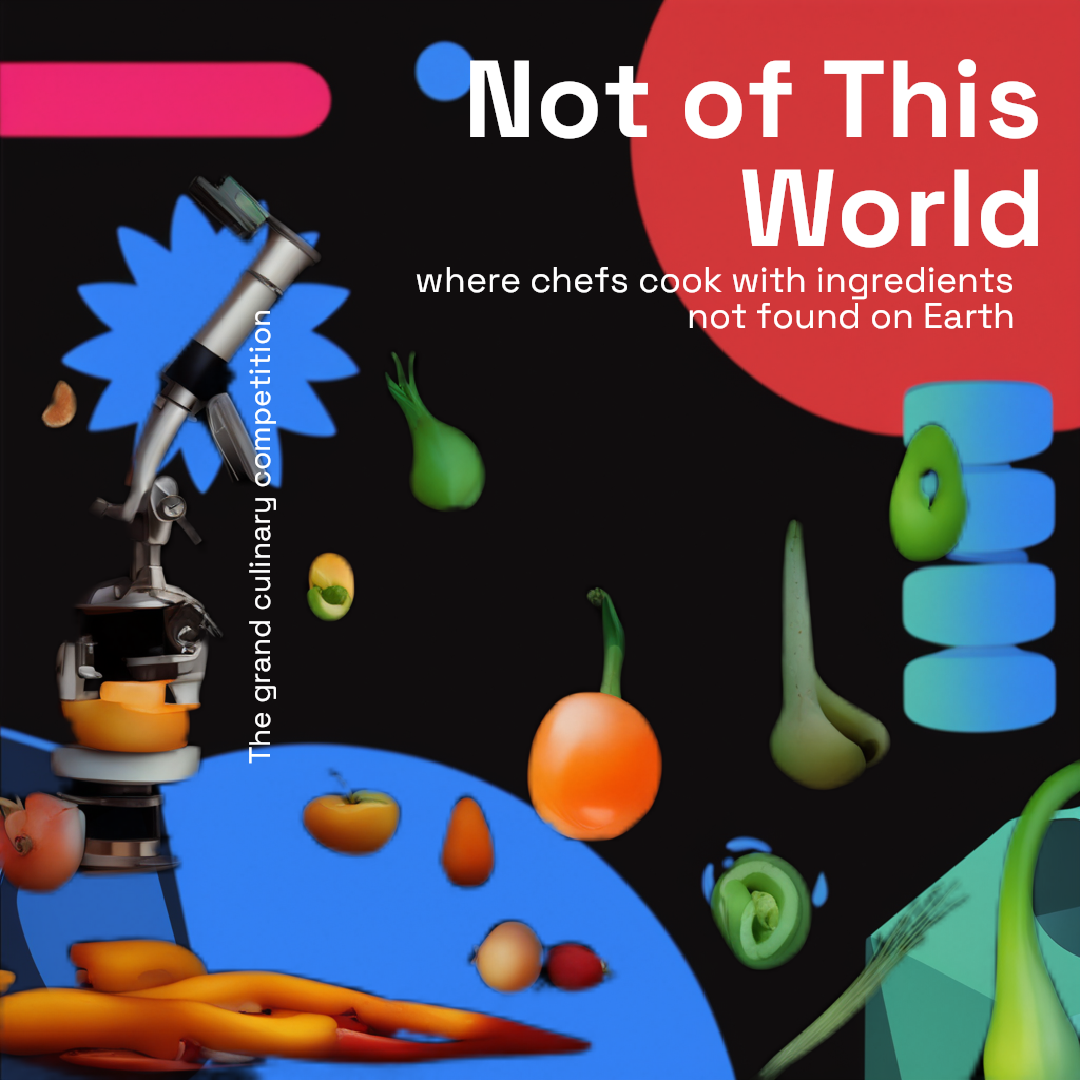 Not of This
World
where chefs cook with ingredients
not found on Earth
The grand culinary competition